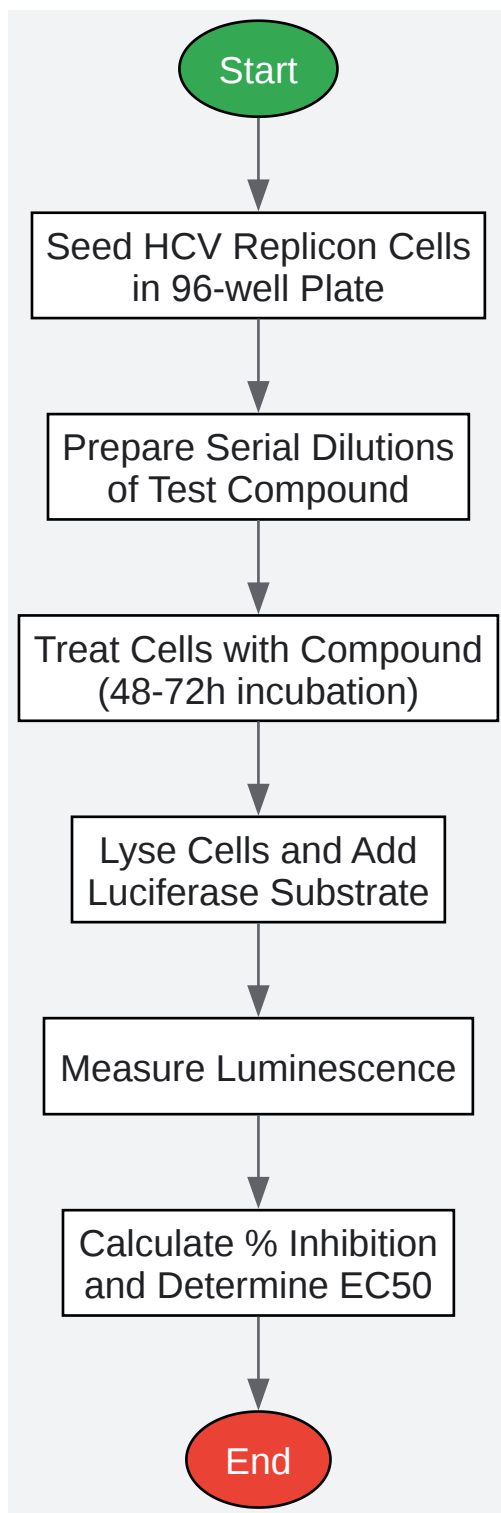 Start
Seed HCV Replicon Cells
in 96-well Plate
Prepare Serial Dilutions
of Test Compound
Treat Cells with Compound
(48-72h incubation)
Lyse Cells and Add
Luciferase Substrate
Measure Luminescence
Calculate % Inhibition
and Determine EC50
End